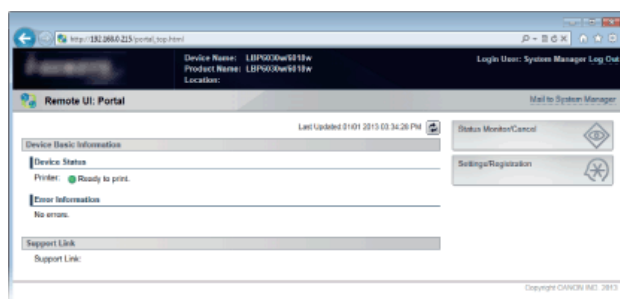 http://192.168.0.215/portal_top.html
Device Name: LBP6030w/6018w
Product Name: LBP6030w/6018w
Location:
Login User: System Manager Log Out
Remote UI: Portal
Mail to System Manager
Last Updated 01/01 2013 03:34:28 PM
Device Basic Information
Device Status
Printer: Ready to print.
Error Information
No errors.
Support Link
Support Link:
Status Monitor/Cancel
Settings/Registration
Copyright CANON INC. 2013